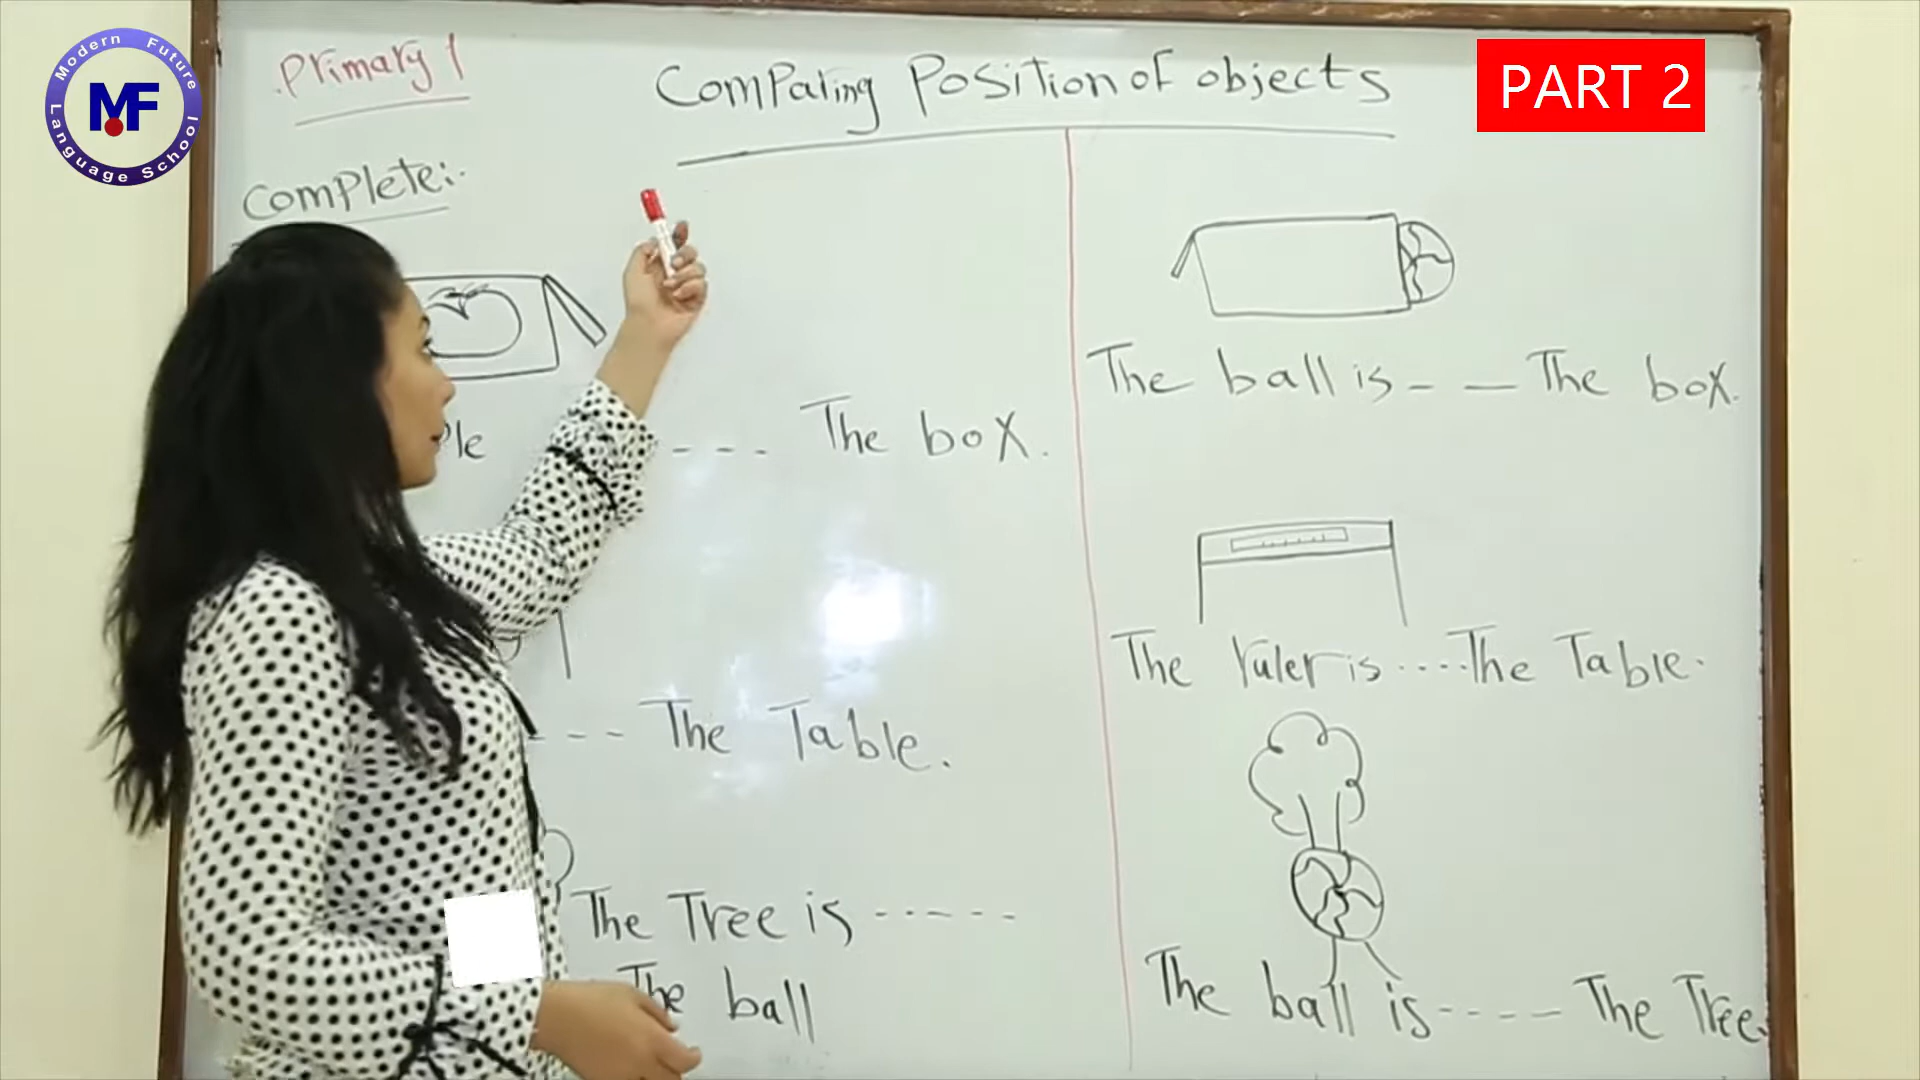 Modern Future
MF
Language School
PART 2
Primary 1
Comparing Position of objects
Complete:-
--- The box.
--- The Table.
The Tree is ------
The ball
The ball is - - The box.
The ruler is ....The Table.
The ball is ---- The Tree.